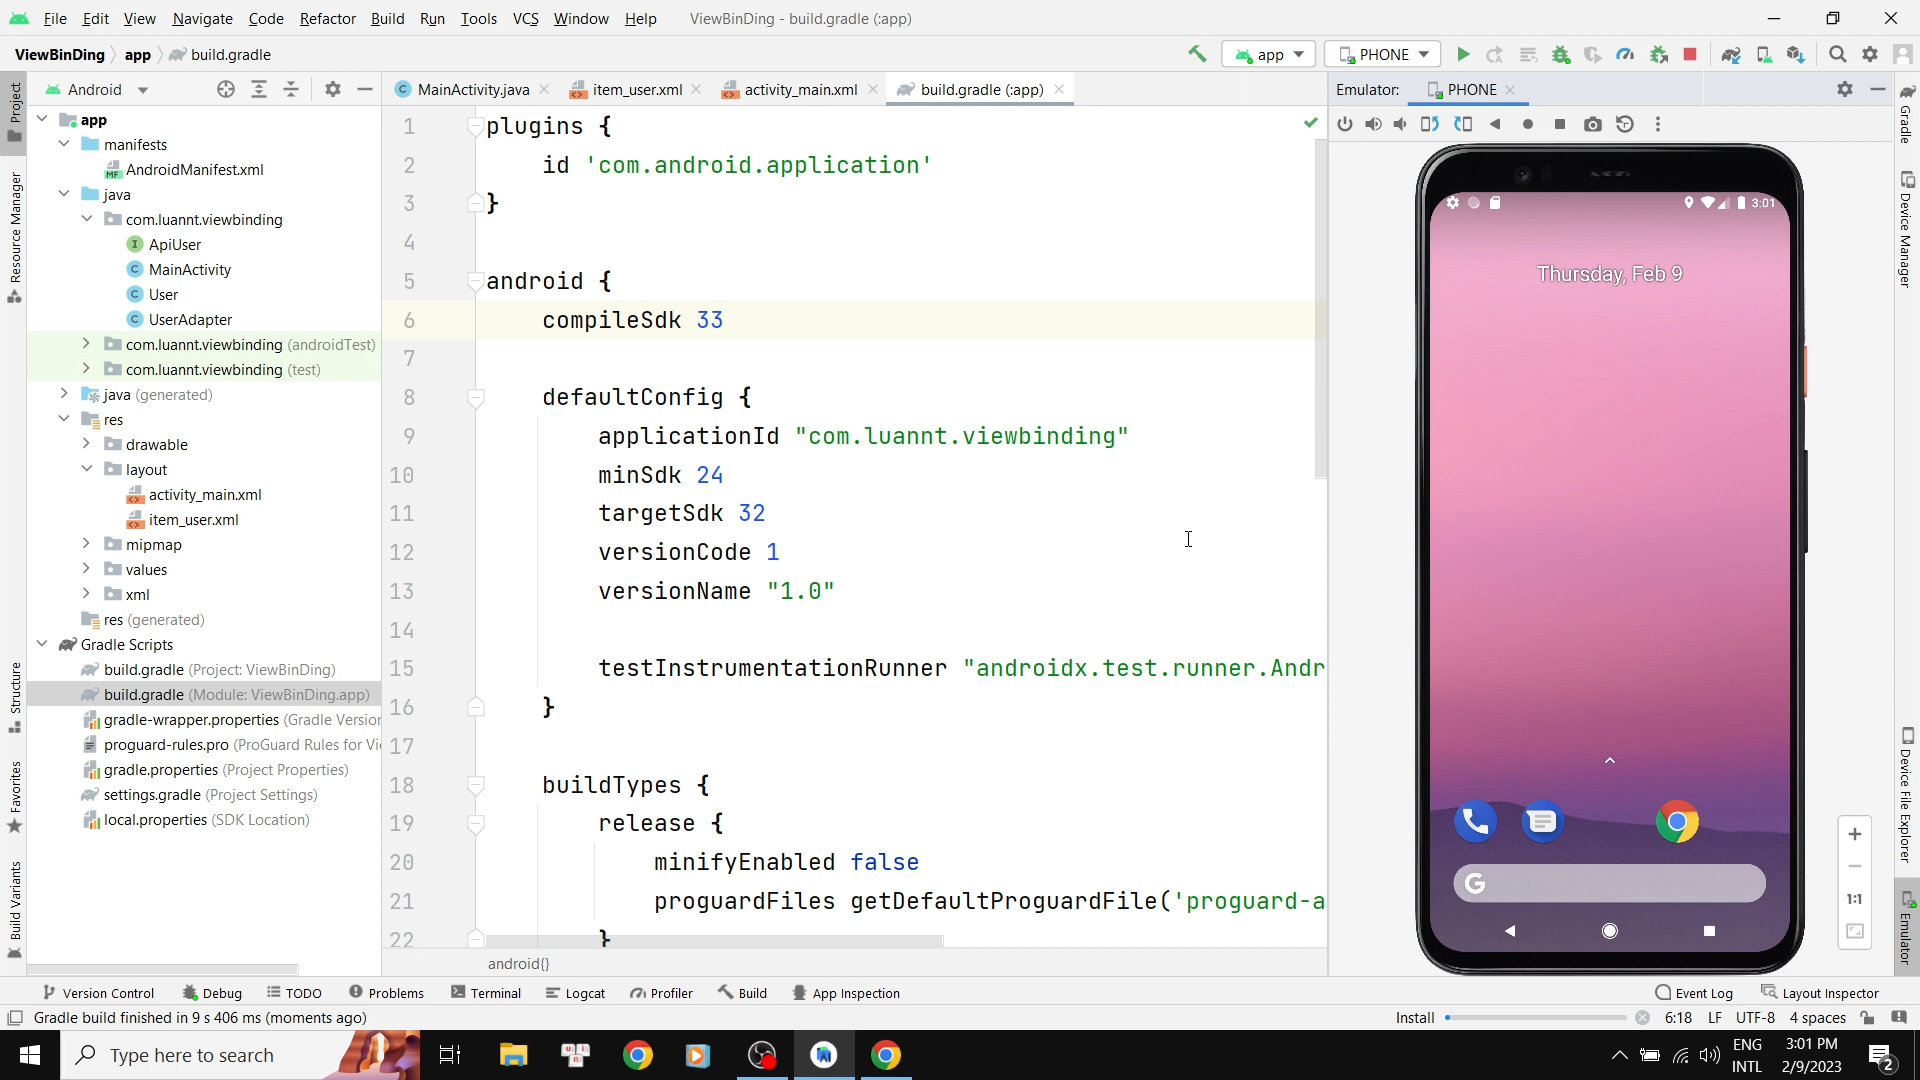 File Edit View Navigate Code Refactor Build Run Tools VCS Window Help ViewBinDing - build.gradle (:app)
ViewBinDing app build.gradle app PHONE
Android MainActivity.java item_user.xml activity_main.xml build.gradle (:app) Emulator: PHONE
Project
Resource Manager
Structure
Favorites
Build Variants
app
manifests
AndroidManifest.xml
java
com.luannt.viewbinding
ApiUser
MainActivity
User
UserAdapter
com.luannt.viewbinding (androidTest)
com.luannt.viewbinding (test)
java (generated)
res
drawable
layout
activity_main.xml
item_user.xml
mipmap
values
xml
res (generated)
Gradle Scripts
build.gradle (Project: ViewBinDing)
build.gradle (Module: ViewBinDing.app)
gradle-wrapper.properties (Gradle Version
proguard-rules.pro (ProGuard Rules for Vi
gradle.properties (Project Properties)
settings.gradle (Project Settings)
local.properties (SDK Location)
1 plugins {
2 id 'com.android.application'
3 }
4
5 android {
6 compileSdk 33
7
8 defaultConfig {
9 applicationId "com.luannt.viewbinding"
10 minSdk 24
11 targetSdk 32
12 versionCode 1
13 versionName "1.0"
14
15 testInstrumentationRunner "androidx.test.runner.Andr
16 }
17
18 buildTypes {
19 release {
20 minifyEnabled false
21 proguardFiles getDefaultProguardFile('proguard-a
22 }
android{}
3:01
Thursday, Feb 9
G
1:1
Gradle
Device Manager
Device File Explorer
Emulator
Version Control Debug TODO Problems Terminal Logcat Profiler Build App Inspection Event Log Layout Inspector
Gradle build finished in 9 s 406 ms (moments ago) Install 6:18 LF UTF-8 4 spaces
Type here to search
ENG
INTL
3:01 PM
2/9/2023
2